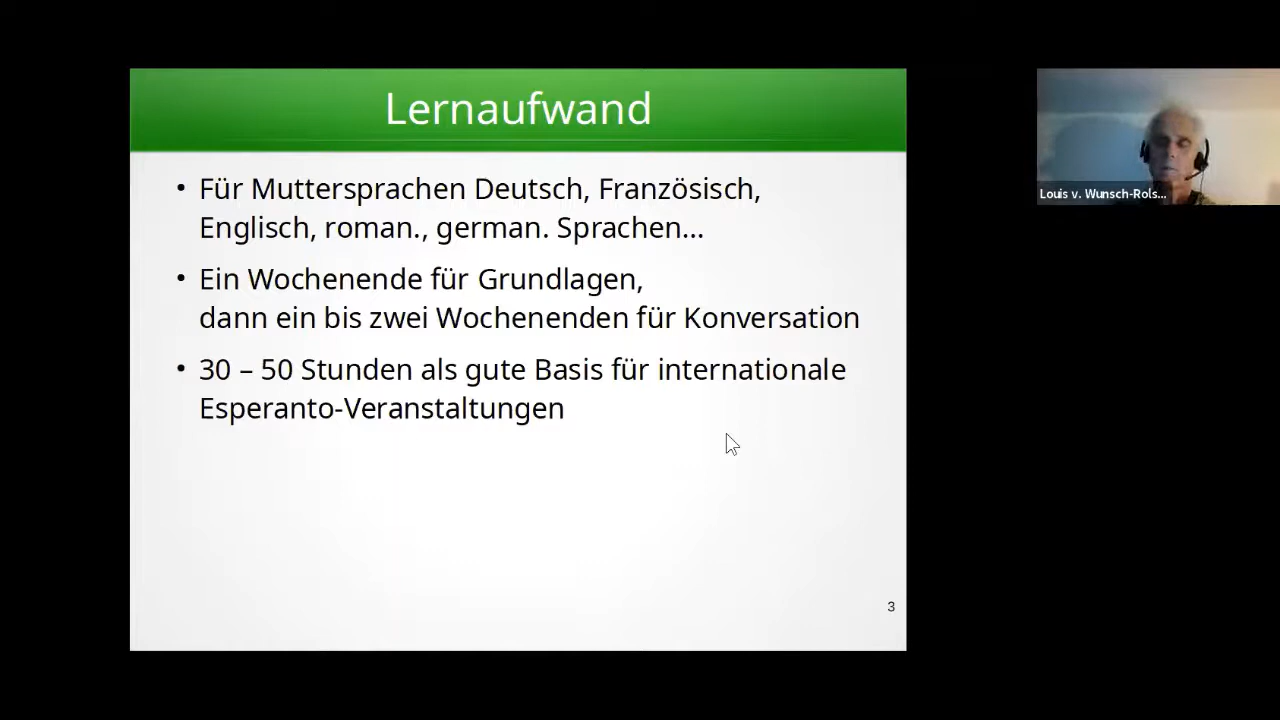 Lernaufwand
• Für Muttersprachen Deutsch, Französisch,
Englisch, roman., german. Sprachen...
• Ein Wochenende für Grundlagen,
dann ein bis zwei Wochenenden für Konversation
• 30 – 50 Stunden als gute Basis für internationale
Esperanto-Veranstaltungen
3
Louis v. Wunsch-Rols...